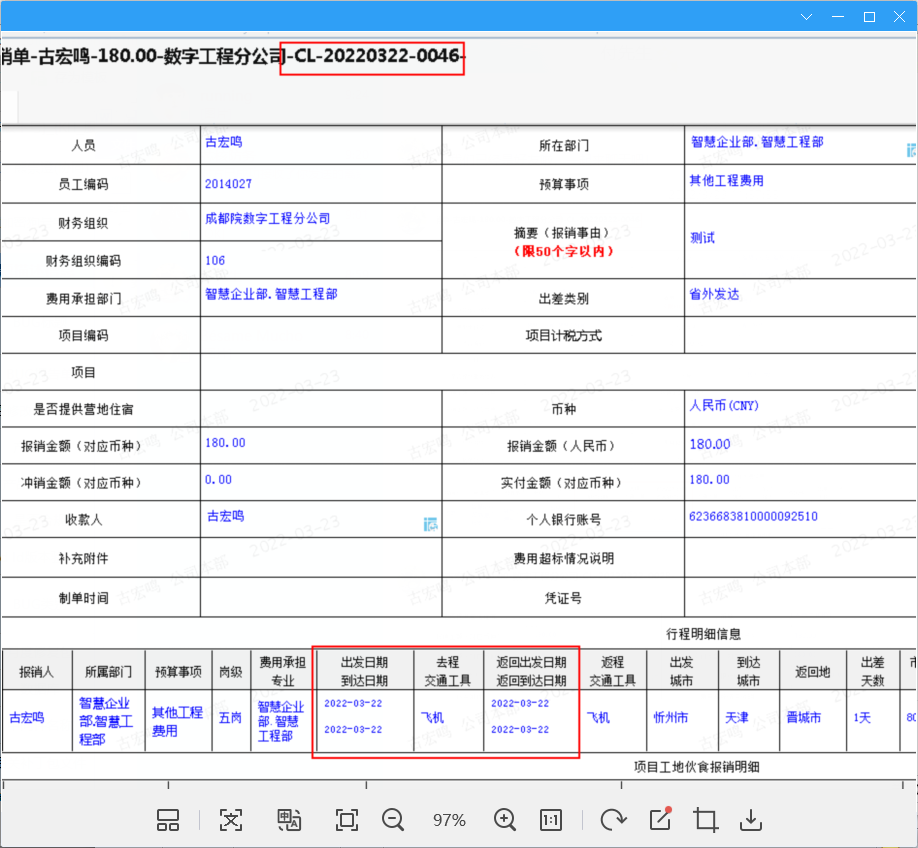 销单-古宏鸣-180.00-数字工程分公司-CL-20220322-0046-
人员 古宏鸣 所在部门 智慧企业部.智慧工程部
员工编码 2014027 预算事项 其他工程费用
财务组织 成都院数字工程分公司
摘要（报销事由）
（限50个字以内） 测试
财务组织编码 106
费用承担部门 智慧企业部.智慧工程部 出差类别 省外发达
项目编码 项目计税方式
项目
是否提供营地住宿 币种 人民币(CNY)
报销金额（对应币种） 180.00 报销金额（人民币） 180.00
冲销金额（对应币种） 0.00 实付金额（对应币种） 180.00
收款人 古宏鸣 个人银行账号 6236683810000092510
补充附件 费用超标情况说明
制单时间 凭证号
行程明细信息
报销人 所属部门 预算事项 岗级 费用承担专业 出发日期 到达日期 去程交通工具 返回出发日期 返回到达日期 返程交通工具 出发城市 到达城市 返回地 出差天数
古宏鸣 智慧企业部.智慧工程部 其他工程费用 五岗 智慧企业部.智慧工程部 2022-03-22 2022-03-22 飞机 2022-03-22 2022-03-22 飞机 忻州市 天津 晋城市 1天
项目工地伙食报销明细
97%
1:1